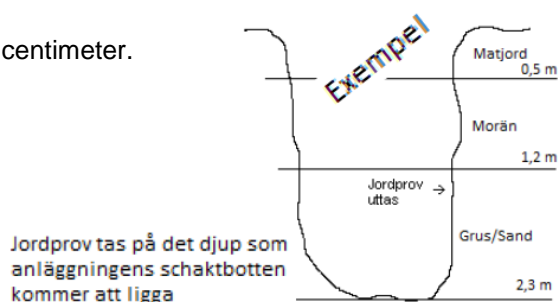 centimeter.
Exempel
Matjord
0,5 m
Morän
1,2 m
Jordprov →
uttas
Grus/Sand
Jordprov tas på det djup som
anläggningens schaktbotten
kommer att ligga
2,3 m